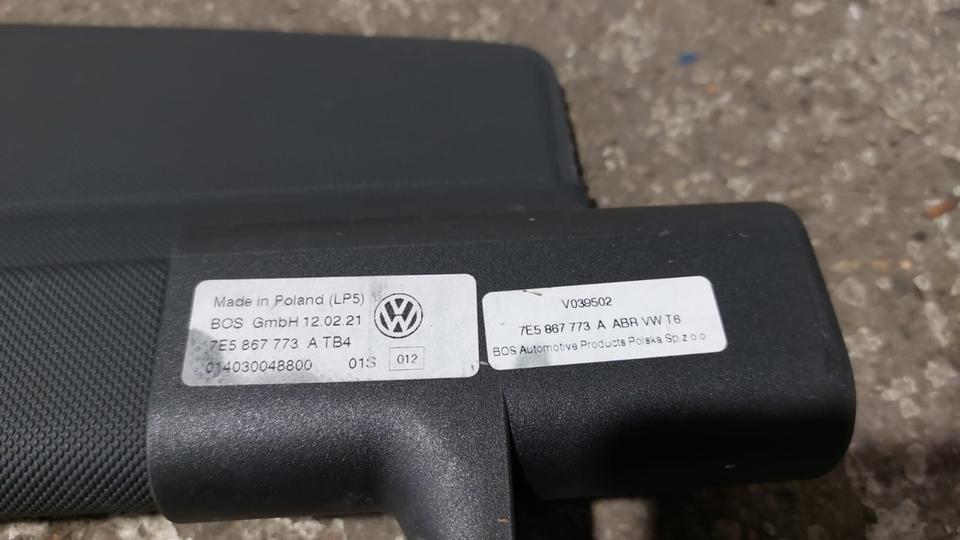 Made in Poland (LP5)
BOS GmbH 12.02.21
7E5 867 773 A TB4
014030048800 01S 012
V039502
7E5 867 773 A ABR VW T6
BOS Automotive Products Polska Sp.z o.o.